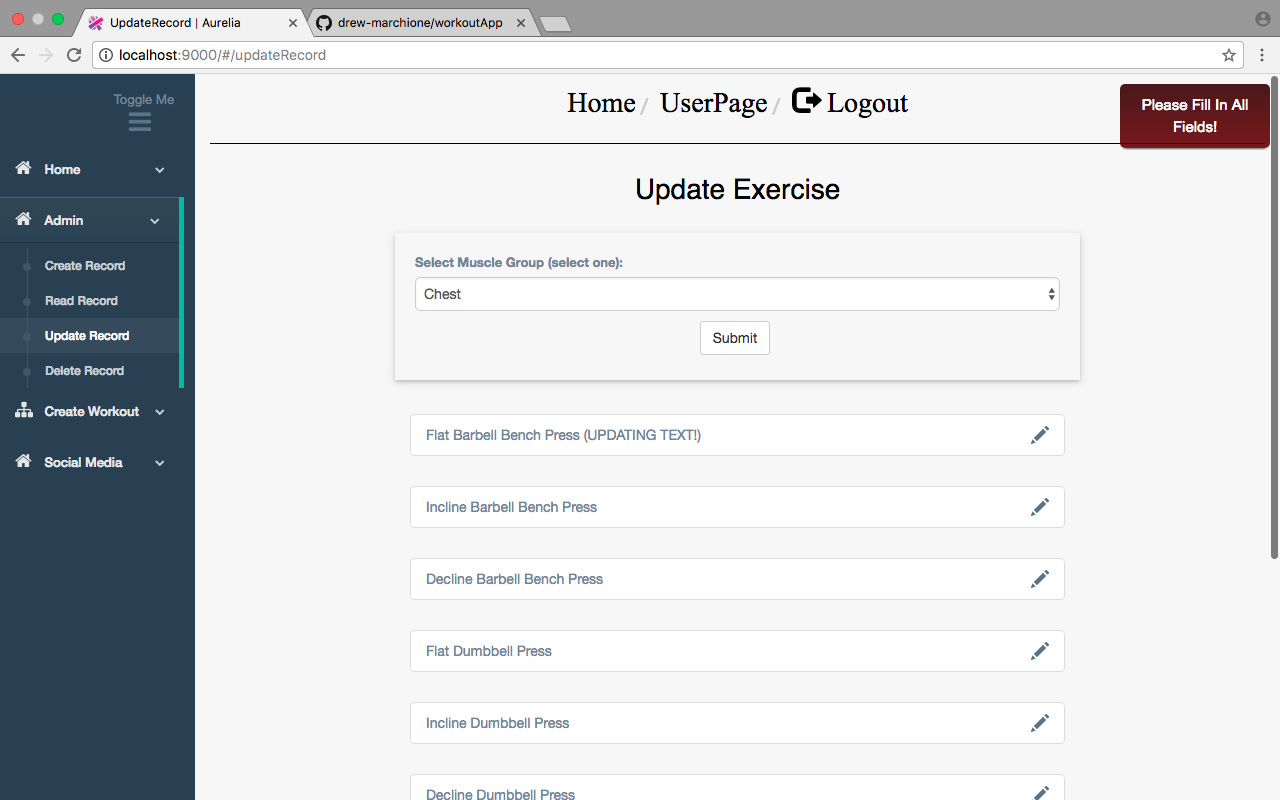 UpdateRecord | Aurelia
drew-marchione/workoutApp
localhost:9000/#/updateRecord
Toggle Me
Home
Admin
Create Record
Read Record
Update Record
Delete Record
Create Workout
Social Media
Home / UserPage / Logout
Please Fill In All
Fields!
Update Exercise
Select Muscle Group (select one):
Chest
Submit
Flat Barbell Bench Press (UPDATING TEXT!)
Incline Barbell Bench Press
Decline Barbell Bench Press
Flat Dumbbell Press
Incline Dumbbell Press
Decline Dumbbell Press